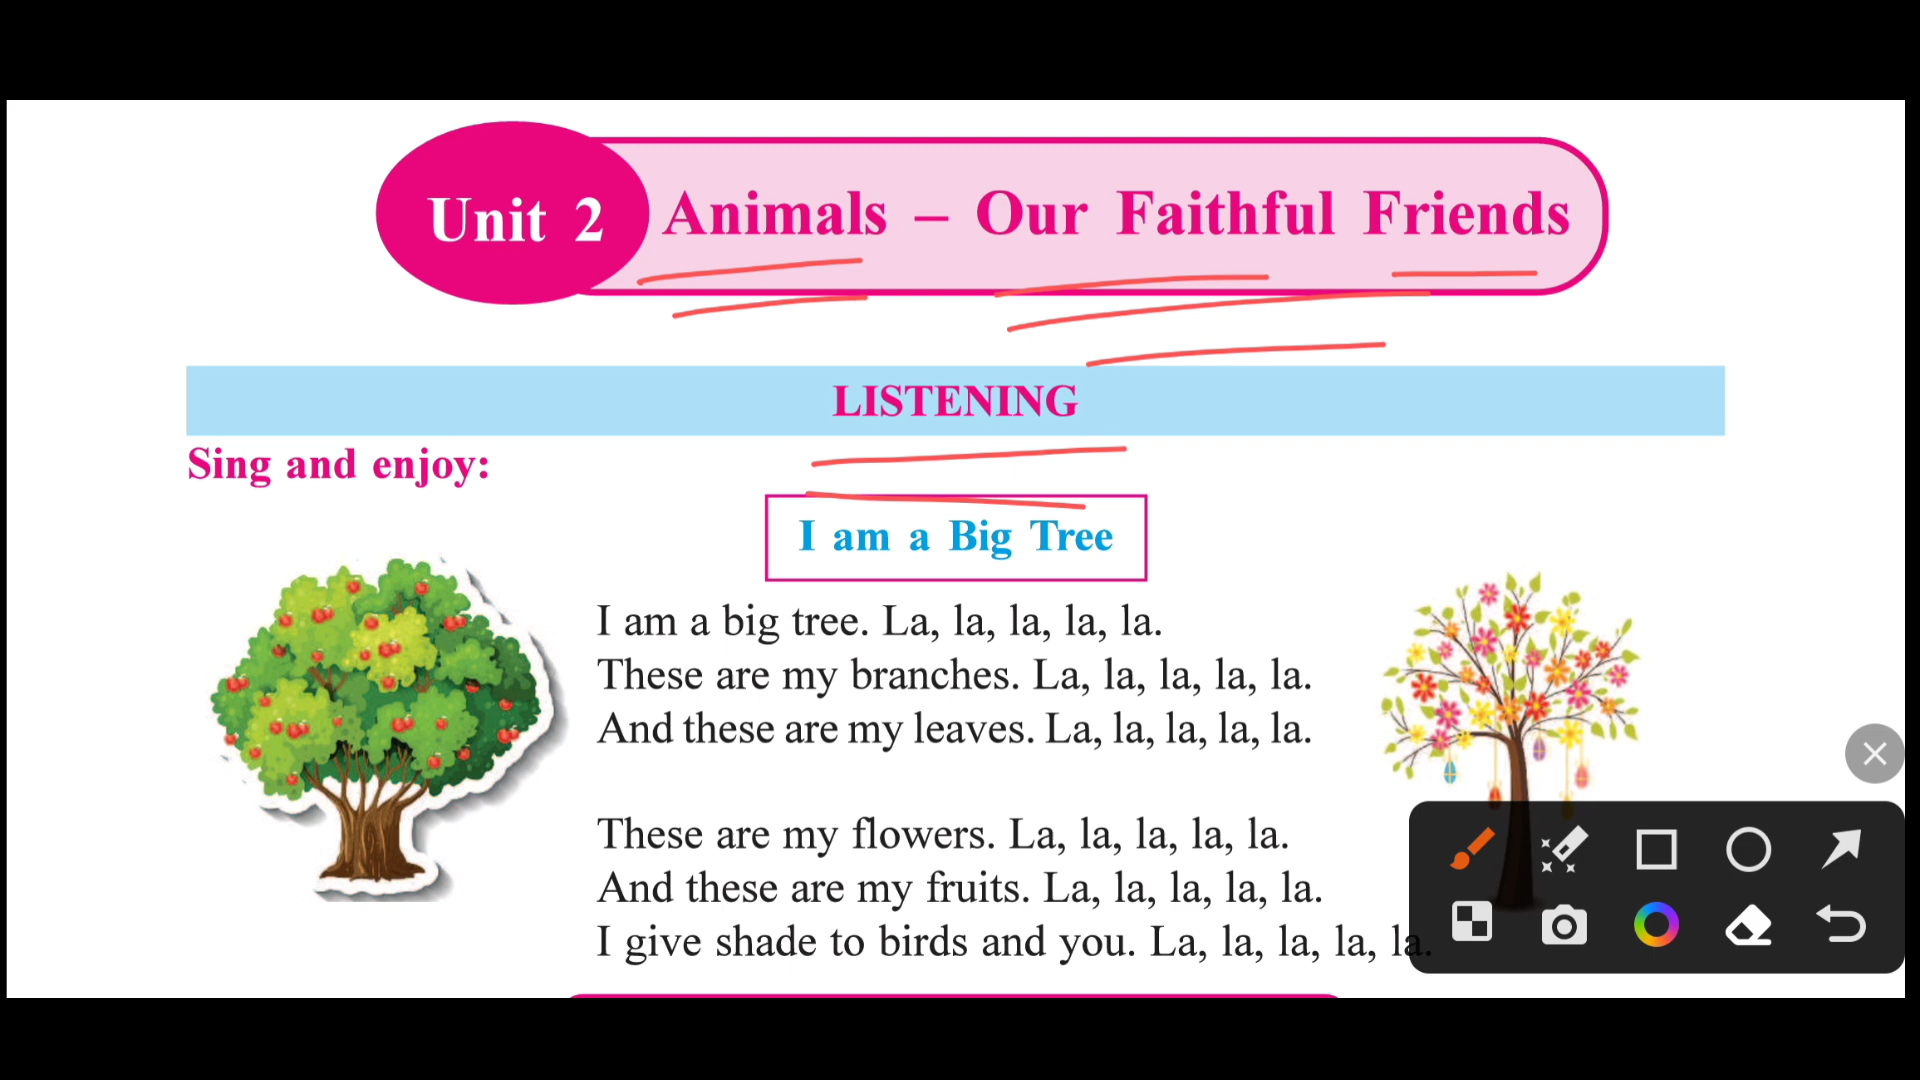 Unit 2 Animals – Our Faithful Friends
LISTENING
Sing and enjoy:
I am a Big Tree
I am a big tree. La, la, la, la, la.
These are my branches. La, la, la, la, la.
And these are my leaves. La, la, la, la, la.
These are my flowers. La, la, la, la, la.
And these are my fruits. La, la, la, la, la.
I give shade to birds and you. La, la, la, la, la.